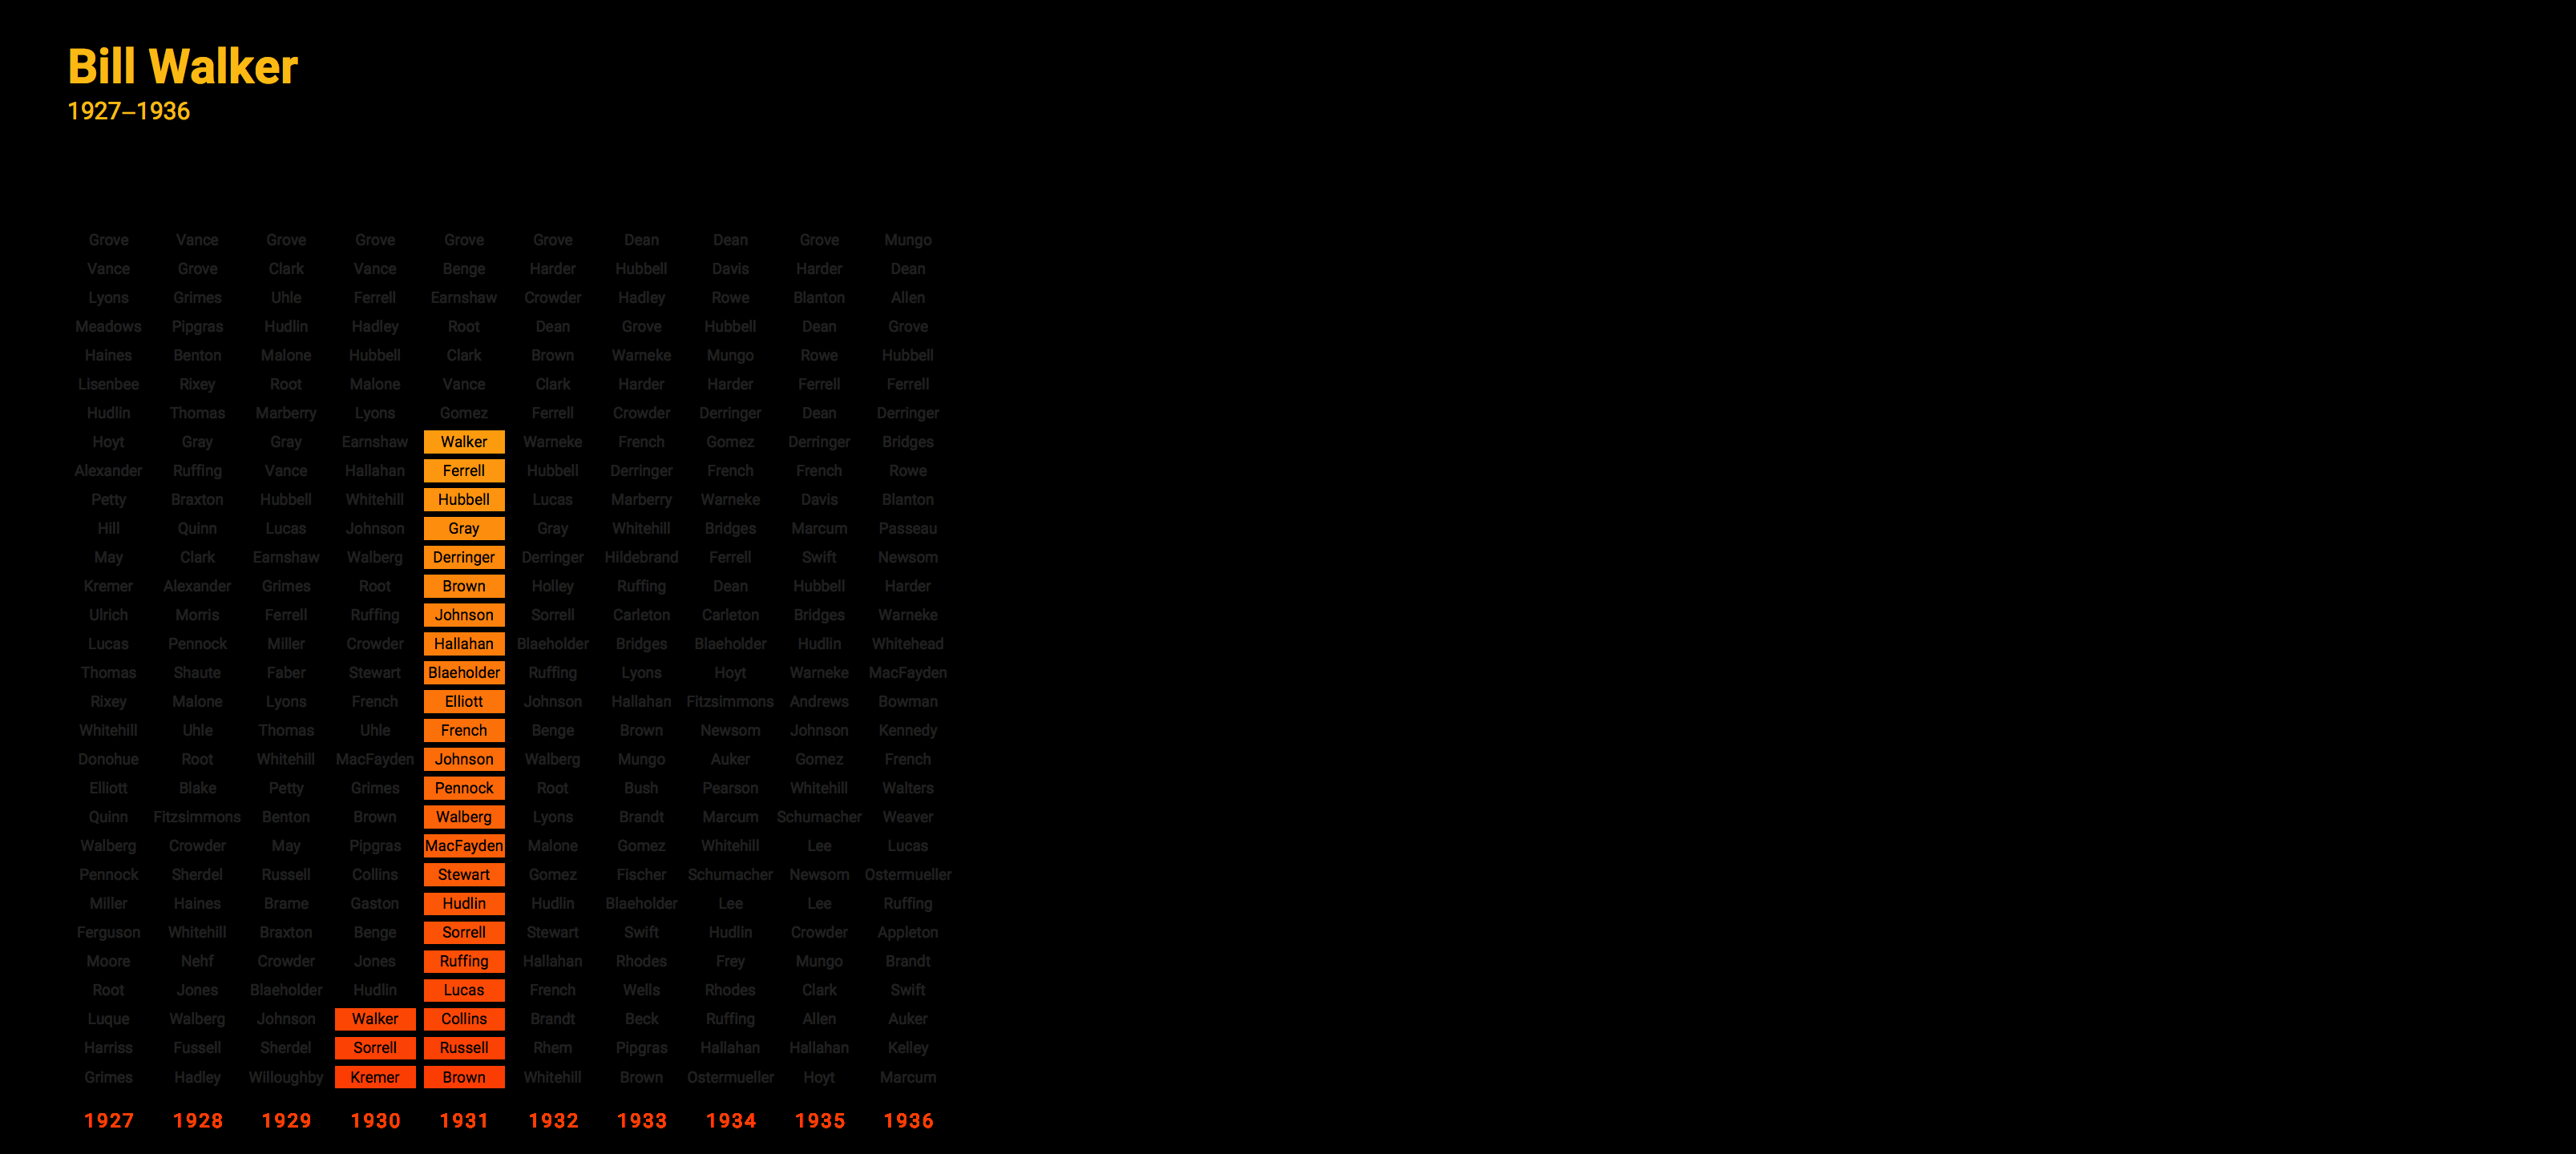 Bill Walker
1927–1936
Grove Vance Grove Grove Grove Grove Dean Dean Grove Mungo
Vance Grove Clark Vance Benge Harder Hubbell Davis Harder Dean
Lyons Grimes Uhle Ferrell Earnshaw Crowder Hadley Rowe Blanton Allen
Meadows Pipgras Hudlin Hadley Root Dean Grove Hubbell Dean Grove
Haines Benton Malone Hubbell Clark Brown Warneke Mungo Rowe Hubbell
Lisenbee Rixey Root Malone Vance Clark Harder Harder Ferrell Ferrell
Hudlin Thomas Marberry Lyons Gomez Ferrell Crowder Derringer Dean Derringer
Hoyt Gray Gray Earnshaw Walker Warneke French Gomez Derringer Bridges
Alexander Ruffing Vance Hallahan Ferrell Hubbell Derringer French French Rowe
Petty Braxton Hubbell Whitehill Hubbell Lucas Marberry Warneke Davis Blanton
Hill Quinn Lucas Johnson Gray Gray Whitehill Bridges Marcum Passeau
May Clark Earnshaw Walberg Derringer Derringer Hildebrand Ferrell Swift Newsom
Kremer Alexander Grimes Root Brown Holley Ruffing Dean Hubbell Harder
Ulrich Morris Ferrell Ruffing Johnson Sorrell Carleton Carleton Bridges Warneke
Lucas Pennock Miller Crowder Hallahan Blaeholder Bridges Blaeholder Hudlin Whitehead
Thomas Shaute Faber Stewart Blaeholder Ruffing Lyons Hoyt Warneke MacFayden
Rixey Malone Lyons French Elliott Johnson Hallahan Fitzsimmons Andrews Bowman
Whitehill Uhle Thomas Uhle French Benge Brown Newsom Johnson Kennedy
Donohue Root Whitehill MacFayden Johnson Walberg Mungo Auker Gomez French
Elliott Blake Petty Grimes Pennock Root Bush Pearson Whitehill Walters
Quinn Fitzsimmons Benton Brown Walberg Lyons Brandt Marcum Schumacher Weaver
Walberg Crowder May Pipgras MacFayden Malone Gomez Whitehill Lee Lucas
Pennock Sherdel Russell Collins Stewart Gomez Fischer Schumacher Newsom Ostermueller
Miller Haines Brame Gaston Hudlin Hudlin Blaeholder Lee Lee Ruffing
Ferguson Whitehill Braxton Benge Sorrell Stewart Swift Hudlin Crowder Appleton
Moore Nehf Crowder Jones Ruffing Hallahan Rhodes Frey Mungo Brandt
Root Jones Blaeholder Hudlin Lucas French Wells Rhodes Clark Swift
Luque Walberg Johnson Walker Collins Brandt Beck Ruffing Allen Auker
Harriss Fussell Sherdel Sorrell Russell Rhem Pipgras Hallahan Hallahan Kelley
Grimes Hadley Willoughby Kremer Brown Whitehill Brown Ostermueller Hoyt Marcum
1927 1928 1929 1930 1931 1932 1933 1934 1935 1936